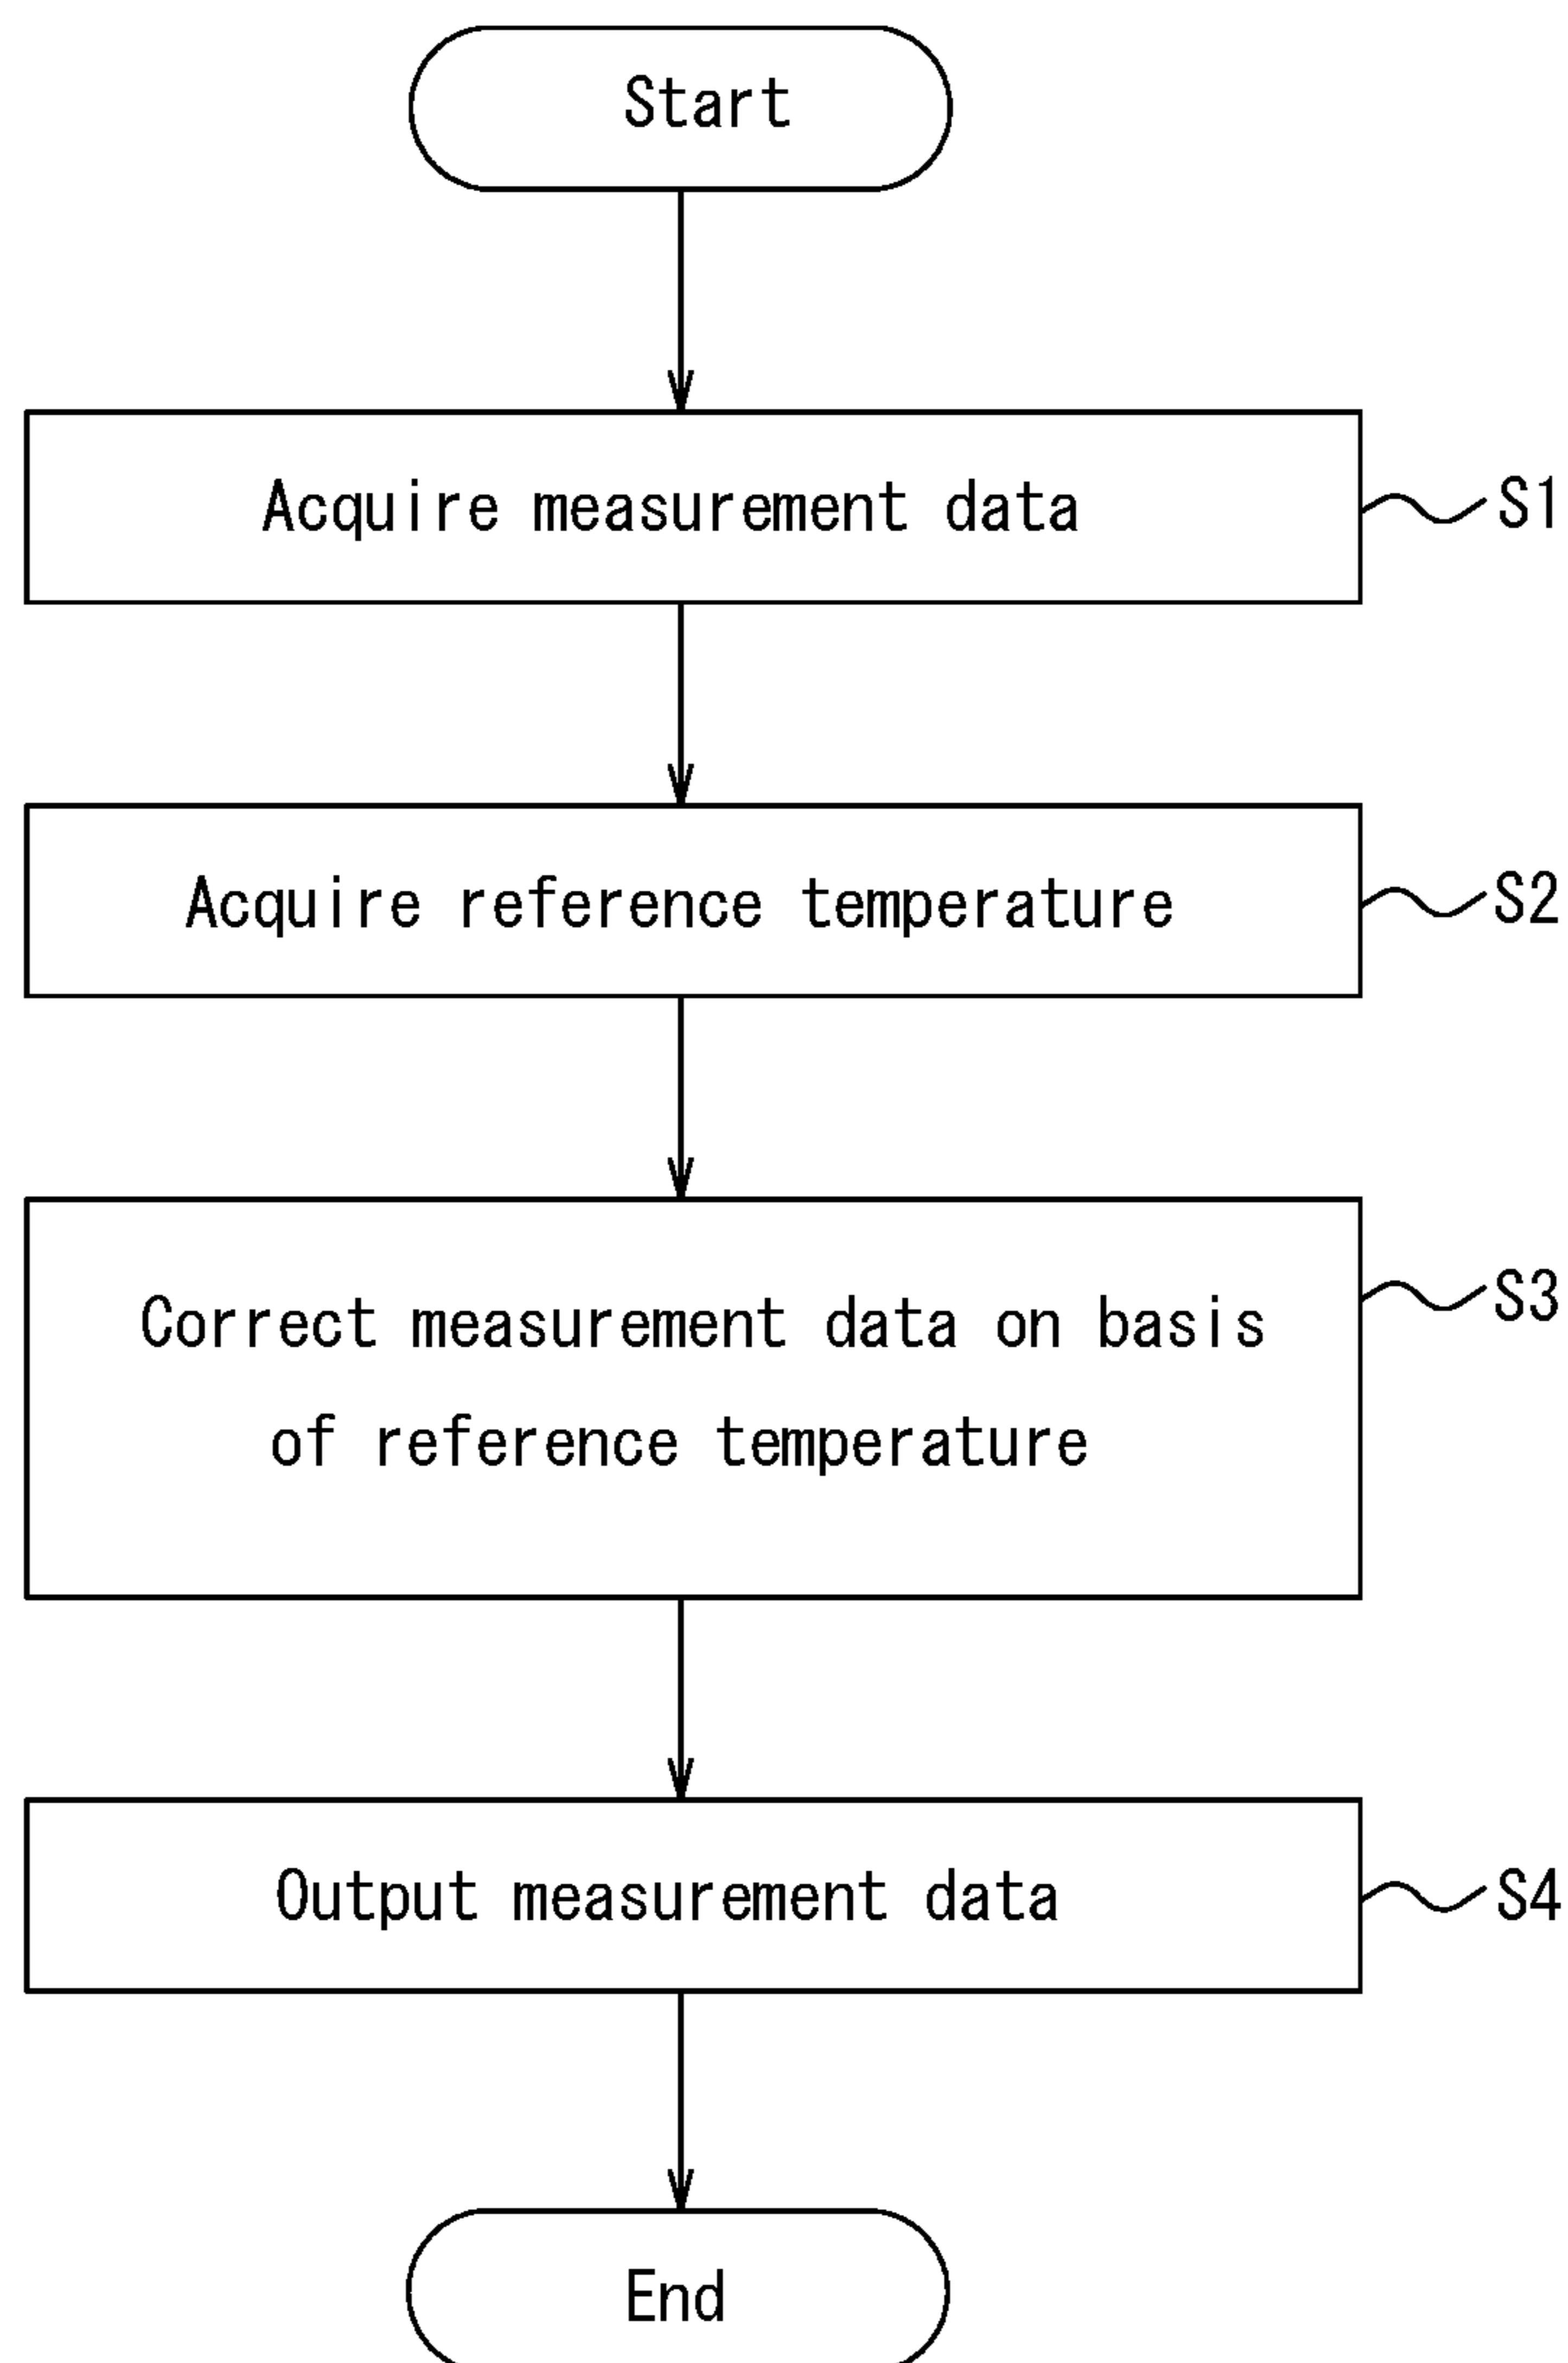 Start
Acquire measurement data
S1
Acquire reference temperature
S2
Correct measurement data on basis
of reference temperature
S3
Output measurement data
S4
End